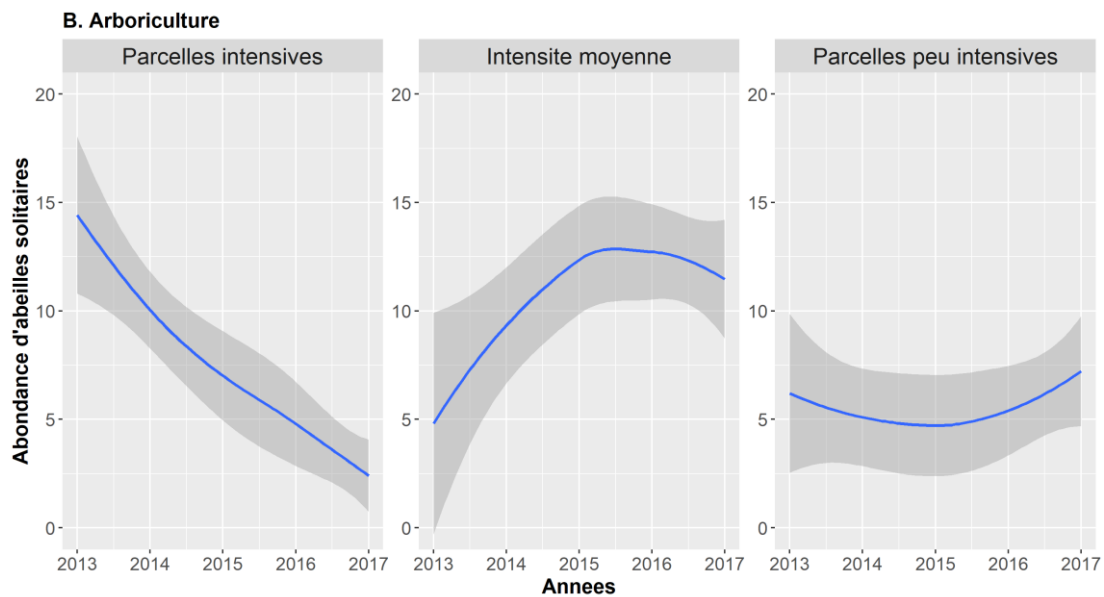 B. Arboriculture
Parcelles intensives
Intensite moyenne
Parcelles peu intensives
Abondance d'abeilles solitaires
20
15
10
5
0
20
15
10
5
0
20
15
10
5
0
2013 2014 2015 2016 2017
2013 2014 2015 2016 2017
2013 2014 2015 2016 2017
Annees